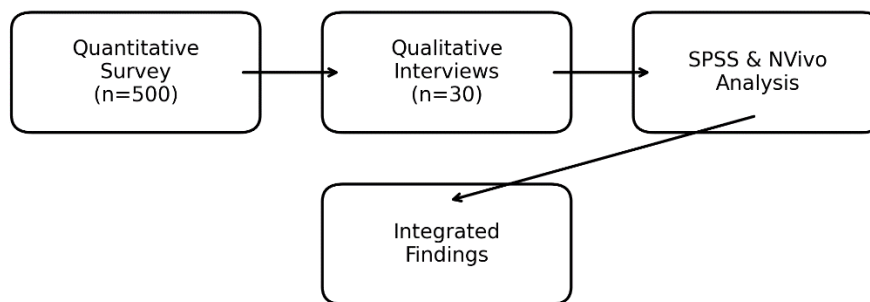 Quantitative
Survey
(n=500)
Qualitative
Interviews
(n=30)
SPSS & NVivo
Analysis
Integrated
Findings